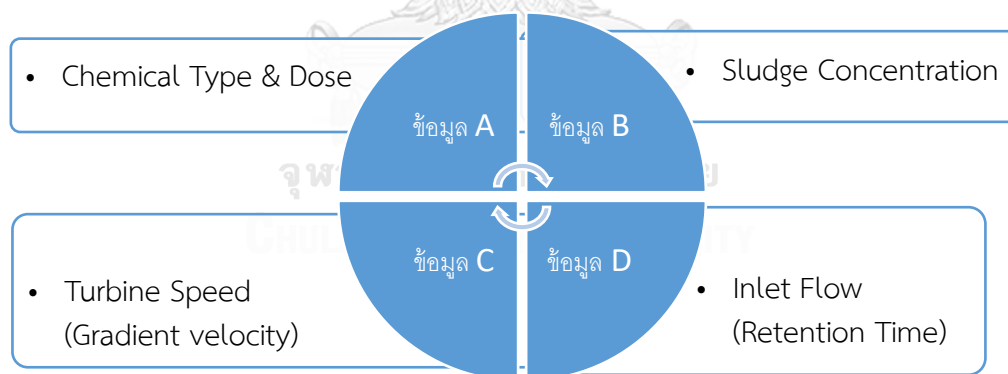 • Chemical Type & Dose
• Sludge Concentration
ข้อมูล A
ข้อมูล B
ข้อมูล C
ข้อมูล D
• Turbine Speed
(Gradient velocity)
• Inlet Flow
(Retention Time)